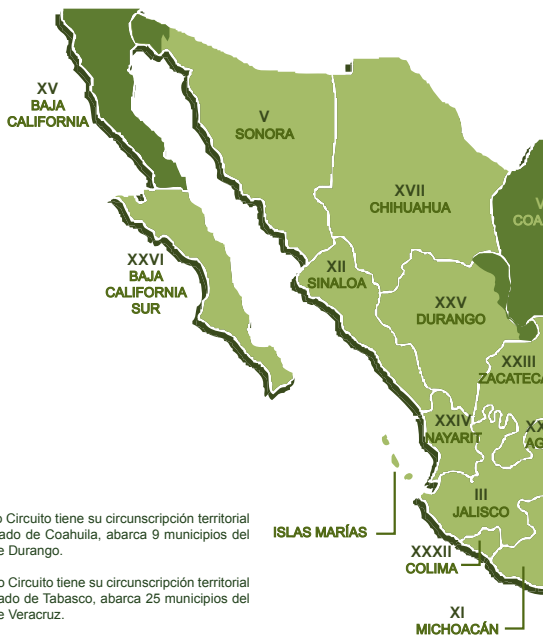 XV
BAJA
CALIFORNIA
V
SONORA
XVII
CHIHUAHUA
XXVI
BAJA
CALIFORNIA
SUR
XII
SINALOA
XXV
DURANGO
XXIII
XXIV
NAYARIT
III
JALISCO
ISLAS MARÍAS
XXXII
COLIMA
XI
MICHOACÁN
Circuito tiene su circunscripción territorial
de Coahuila, abarca 9 municipios del
Durango.
Circuito tiene su circunscripción territorial
de Tabasco, abarca 25 municipios del
Veracruz.